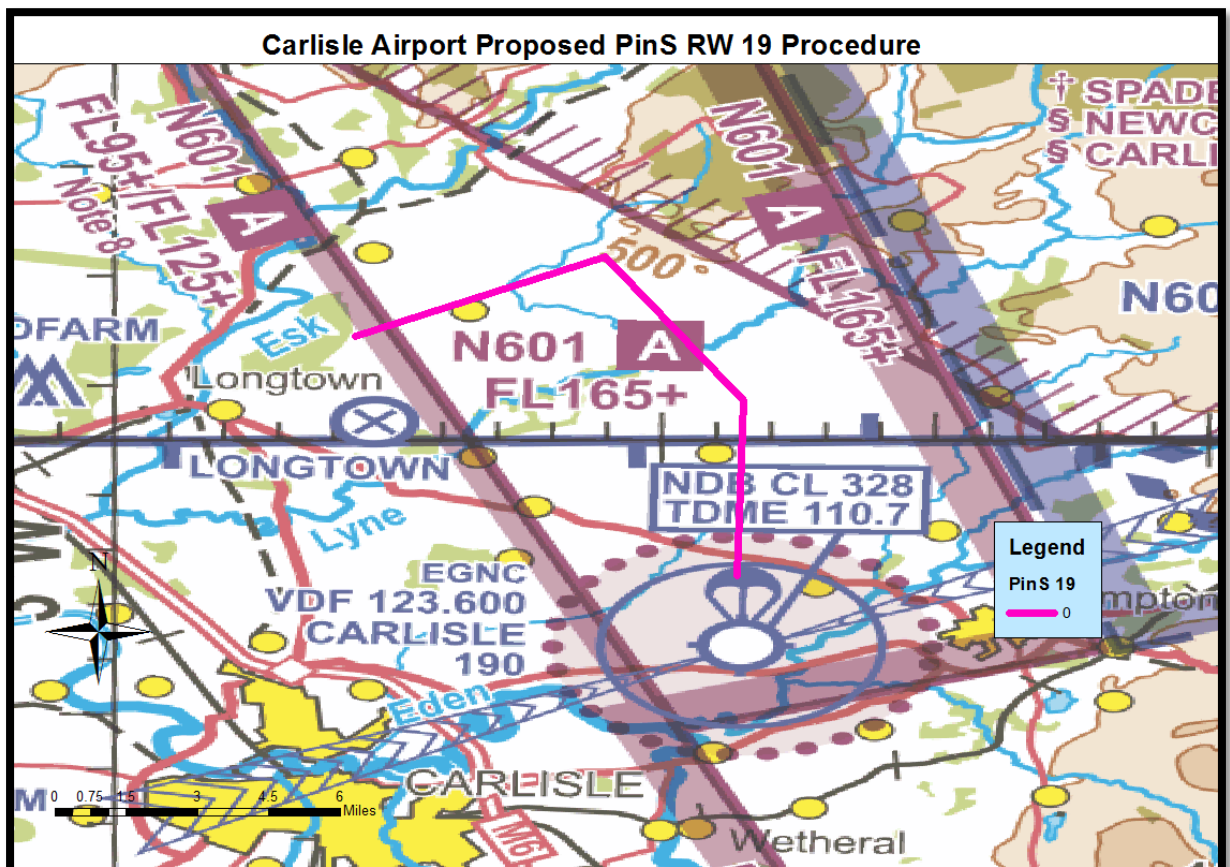 Carlisle Airport Proposed PinS RW 19 Procedure
† SPADE
§ NEWC
§ CARLI
N601
FL95+/FL125+
Note 8
A
N601
A
FL165+
500
N60
DFARM
Esk
N601 A
FL165+
Longtown
LONGTOWN
NDB CL 328
TDME 110.7
Lyne
EGNC
VDF 123.600
CARLISLE
190
N
Legend
PinS 19
0
mpton
Eden
CARLISLE
M
0 0.75 1.5 3 4.5 6
Miles
M6
Wetheral